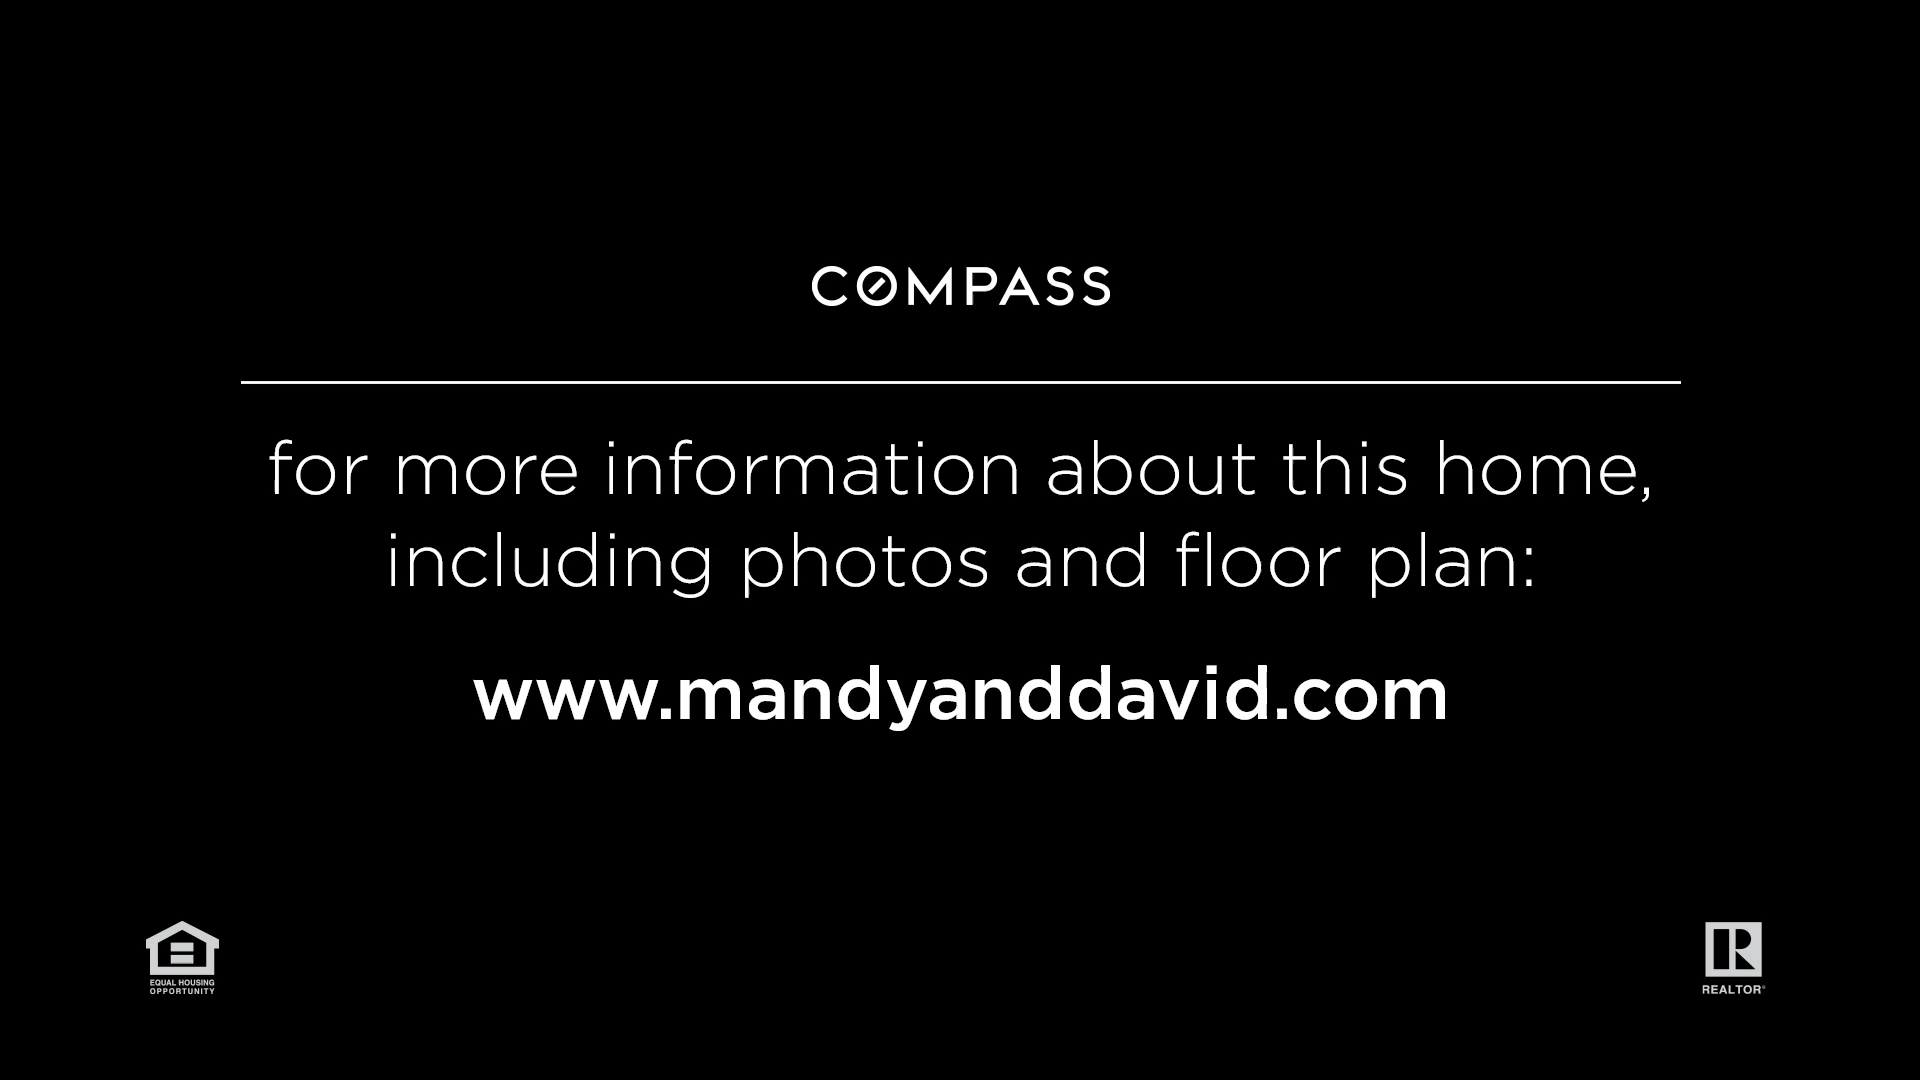 COMPASS
for more information about this home,
including photos and floor plan:
www.mandyanddavid.com
EQUAL HOUSING
OPPORTUNITY
REALTOR®